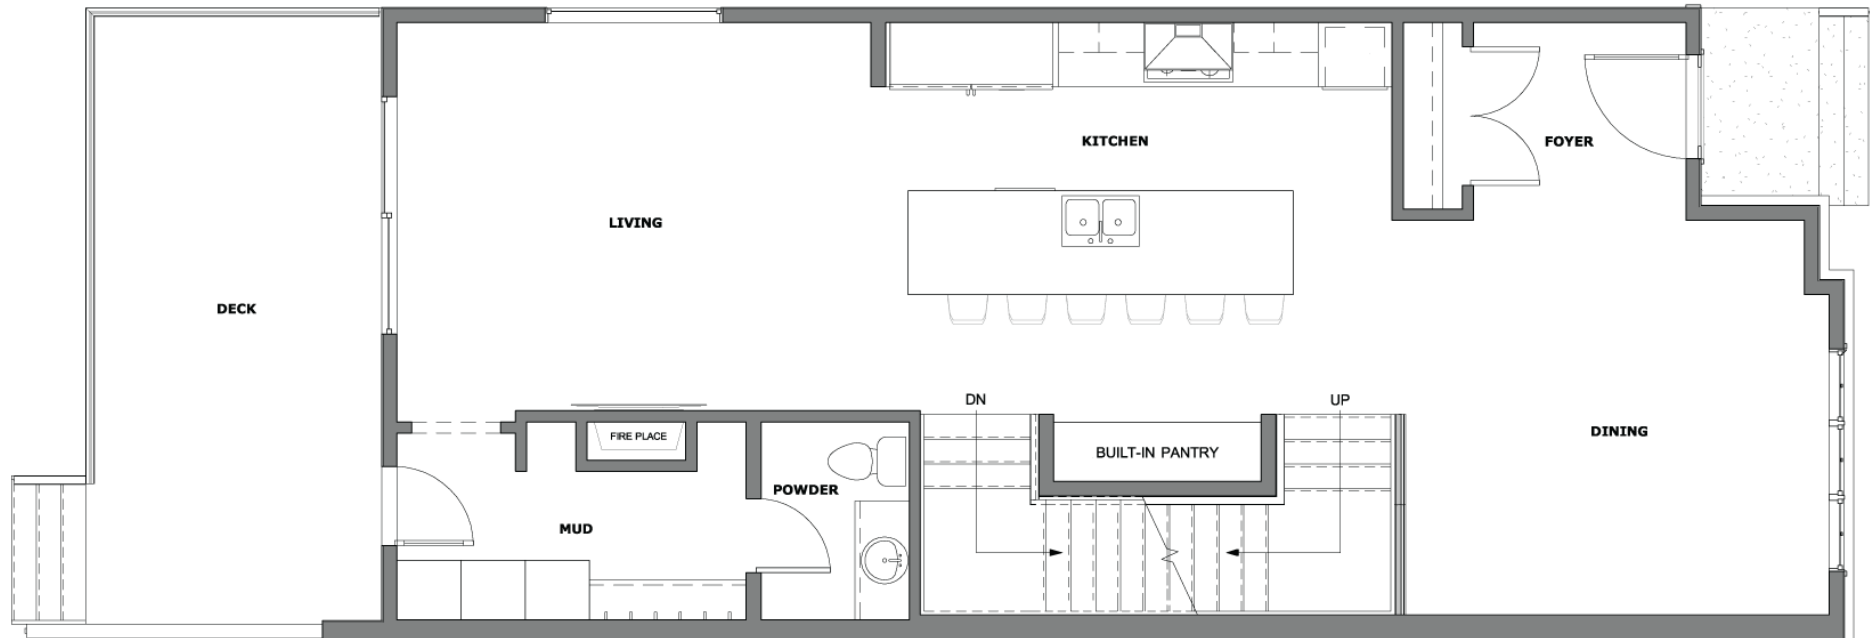 KITCHEN
FOYER
LIVING
DECK
DN
UP
FIRE PLACE
BUILT-IN PANTRY
DINING
POWDER
MUD